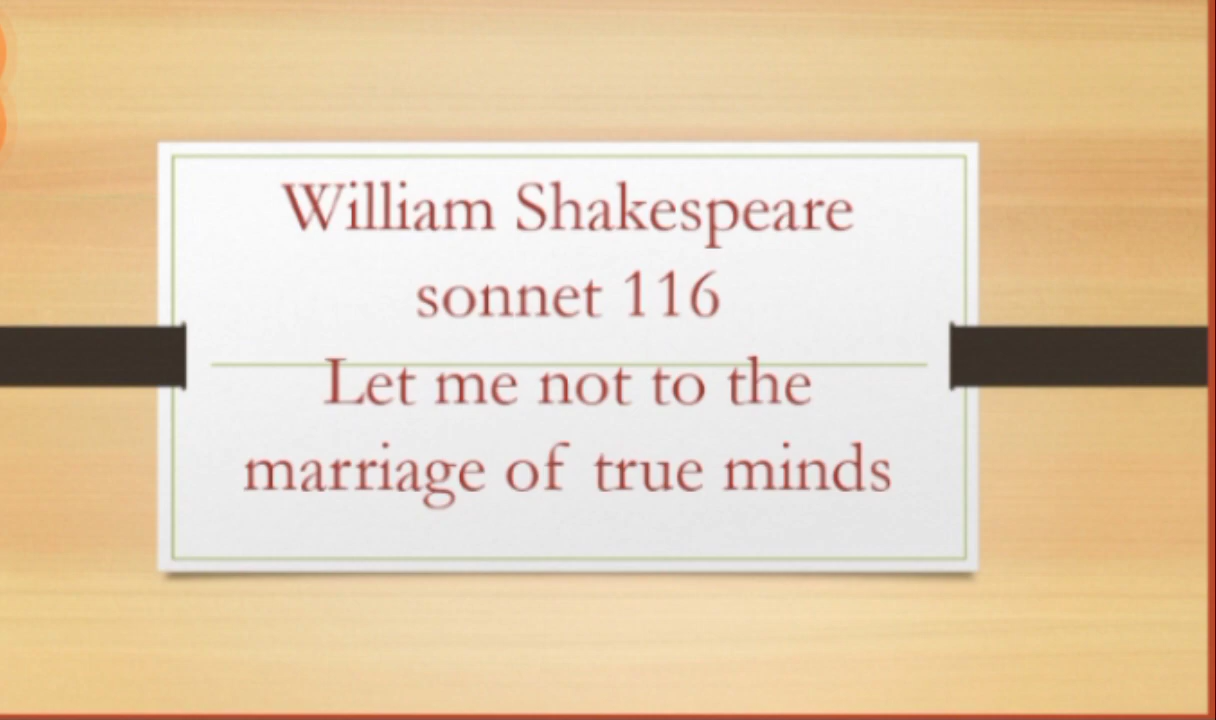 William Shakespeare
sonnet 116
Let me not to the
marriage of true minds